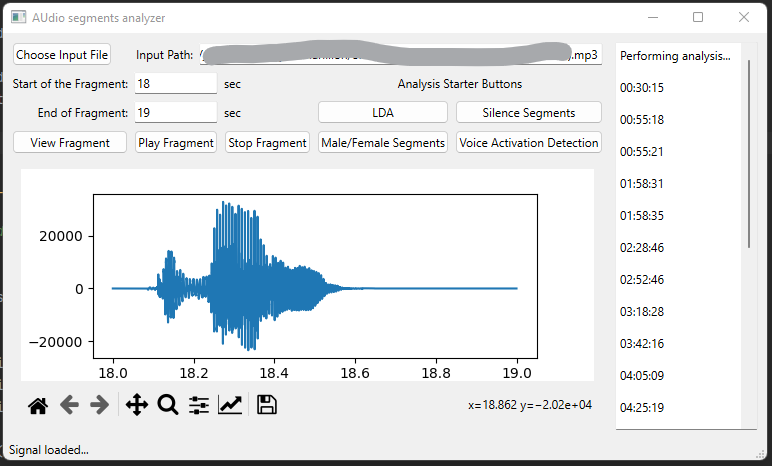 AUdio segments analyzer
Choose Input File Input Path: .mp3
Start of the Fragment: 18 sec Analysis Starter Buttons
End of Fragment: 19 sec LDA Silence Segments
View Fragment Play Fragment Stop Fragment Male/Female Segments Voice Activation Detection
20000
0
−20000
18.0 18.2 18.4 18.6 18.8 19.0
x=18.862 y=−2.02e+04
Signal loaded...
Performing analysis...
00:30:15
00:55:18
00:55:21
01:58:31
01:58:35
02:28:46
02:52:46
03:18:28
03:42:16
04:05:09
04:25:19